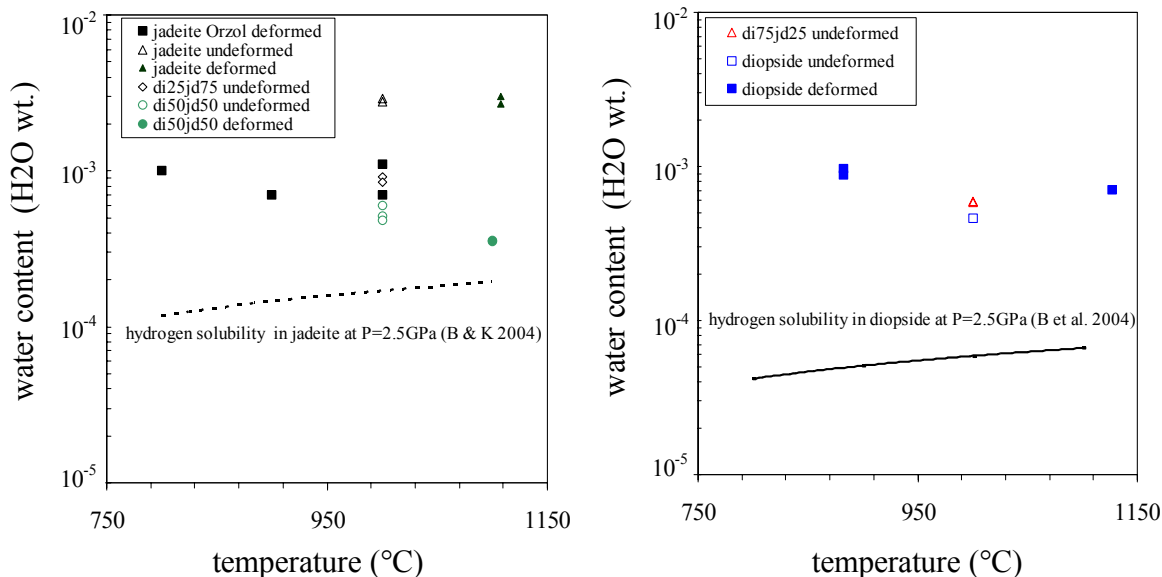 10-2
jadeite Orzol deformed
jadeite undeformed
jadeite deformed
di25jd75 undeformed
di50jd50 undeformed
di50jd50 deformed
10-3
10-4
10-5
hydrogen solubility in jadeite at P=2.5GPa (B & K 2004)
water content (H2O wt.)
750
950
1150
temperature (°C)
10-2
di75jd25 undeformed
diopside undeformed
diopside deformed
10-3
10-4
10-5
hydrogen solubility in diopside at P=2.5GPa (B et al. 2004)
water content (H2O wt.)
750
950
1150
temperature (°C)